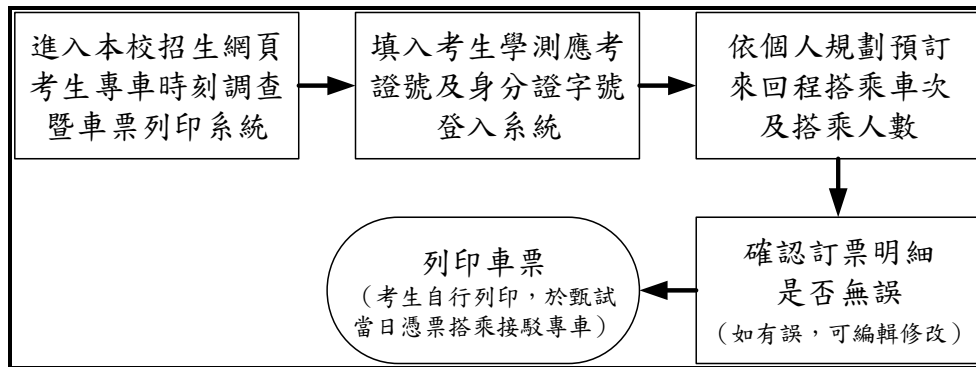 進入本校招生網頁
考生專車時刻調查
暨車票列印系統
填入考生學測應考
證號及身分證字號
登入系統
依個人規劃預訂
來回程搭乘車次
及搭乘人數
確認訂票明細
是否無誤
（如有誤，可編輯修改）
列印車票
（考生自行列印，於甄試
當日憑票搭乘接駁專車）